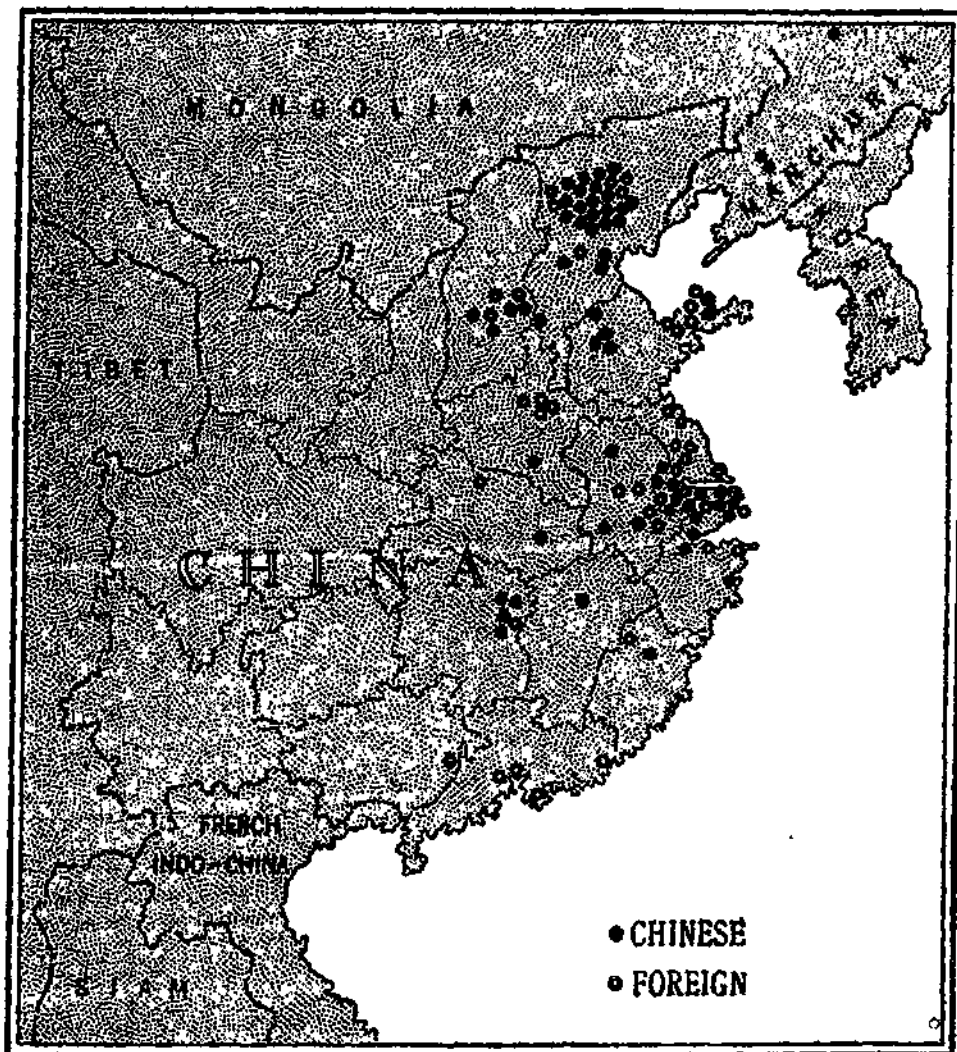 MONGOLIA
MANCHURIA
TIBET
CHINA
FRENCH
INDO-CHINA
SIAM
CHINESE
FOREIGN